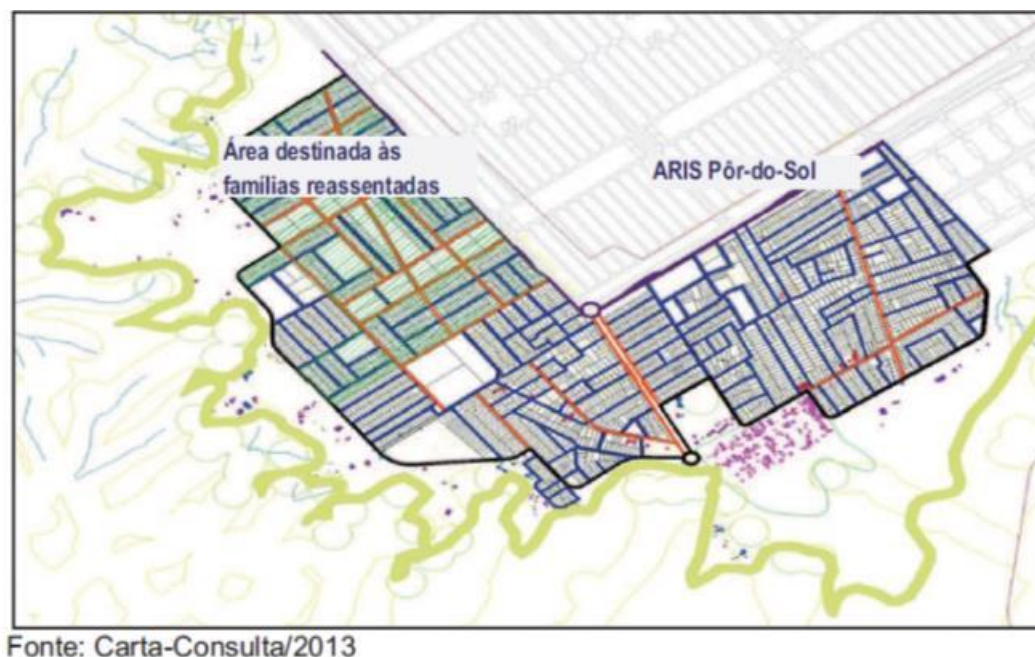 Área destinada às
famílias reassentadas
ARIS Pôr-do-Sol
Fonte: Carta-Consulta/2013